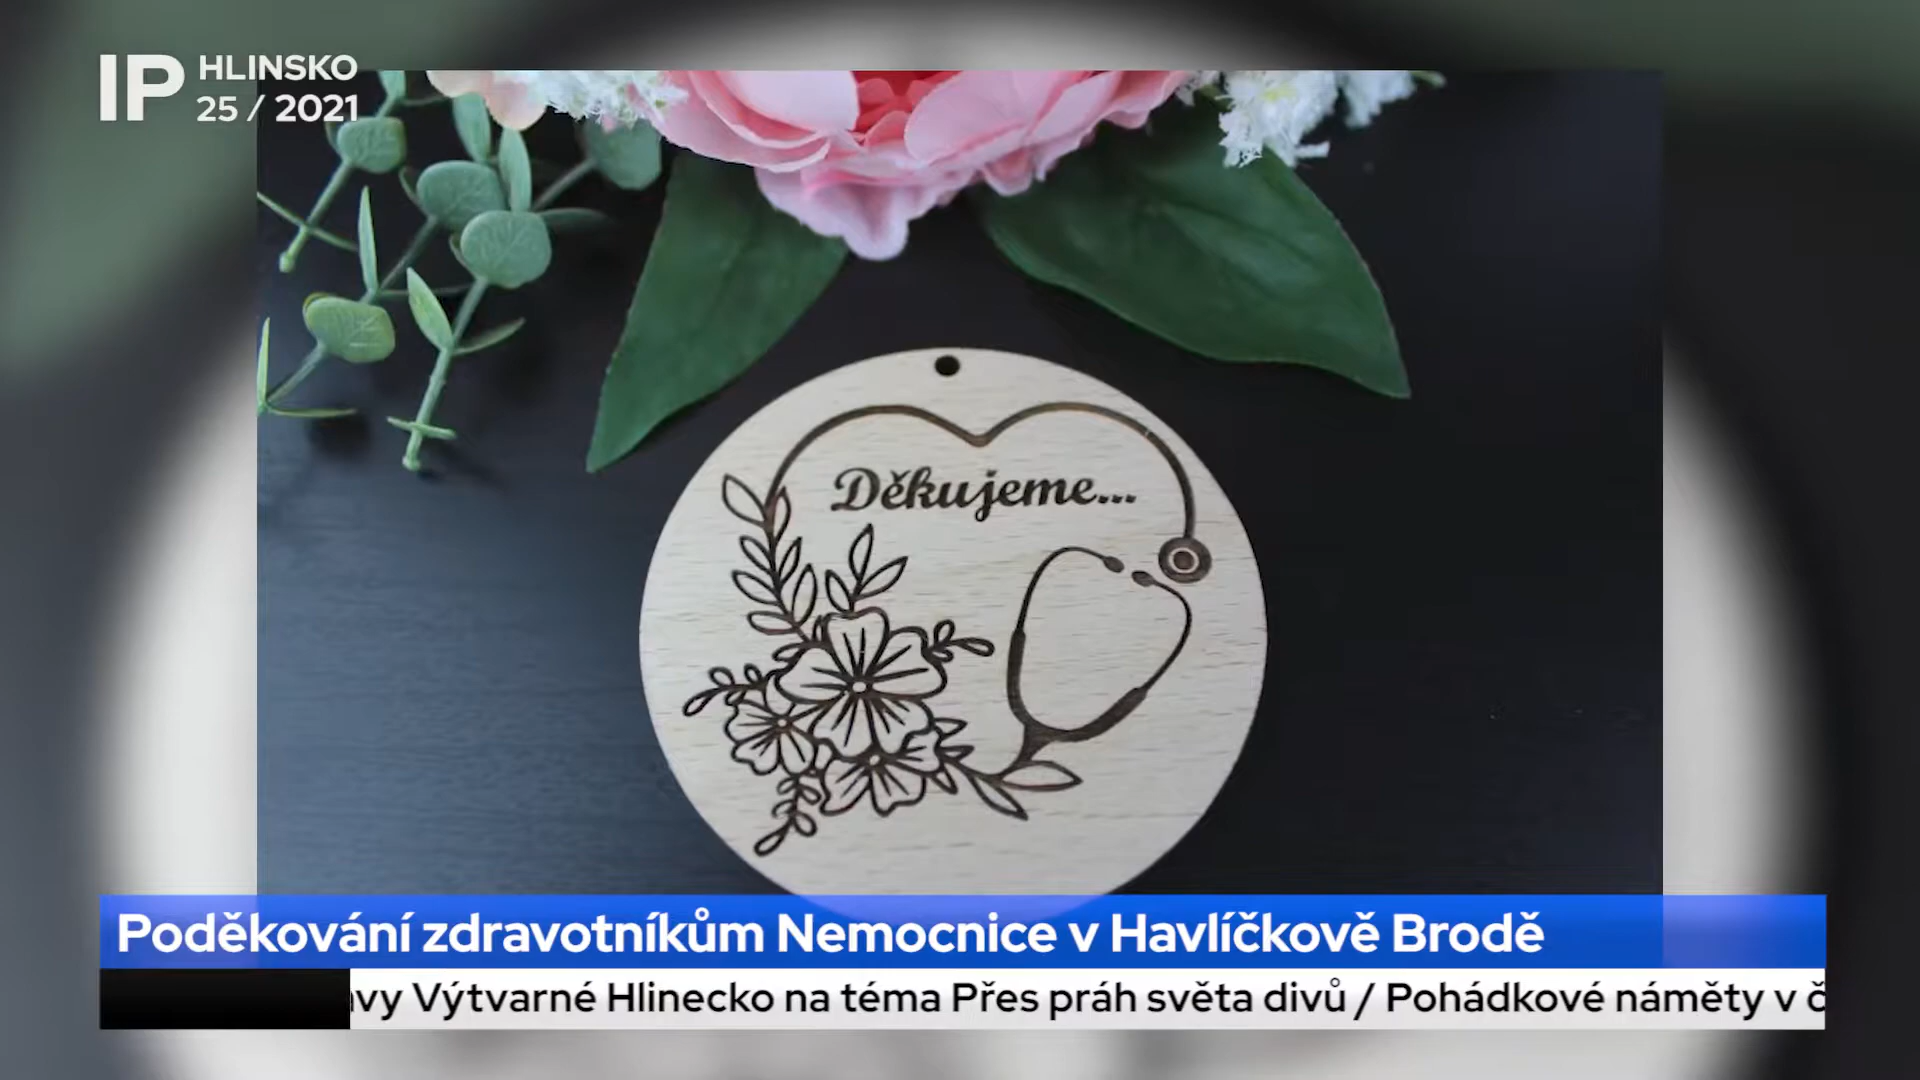 IP HLINSKO
25 / 2021
Děkujeme...
Poděkování zdravotníkům Nemocnice v Havlíčkově Brodě
Výtvarné Hlinecko na téma Přes práh světa divů / Pohádkové náměty v